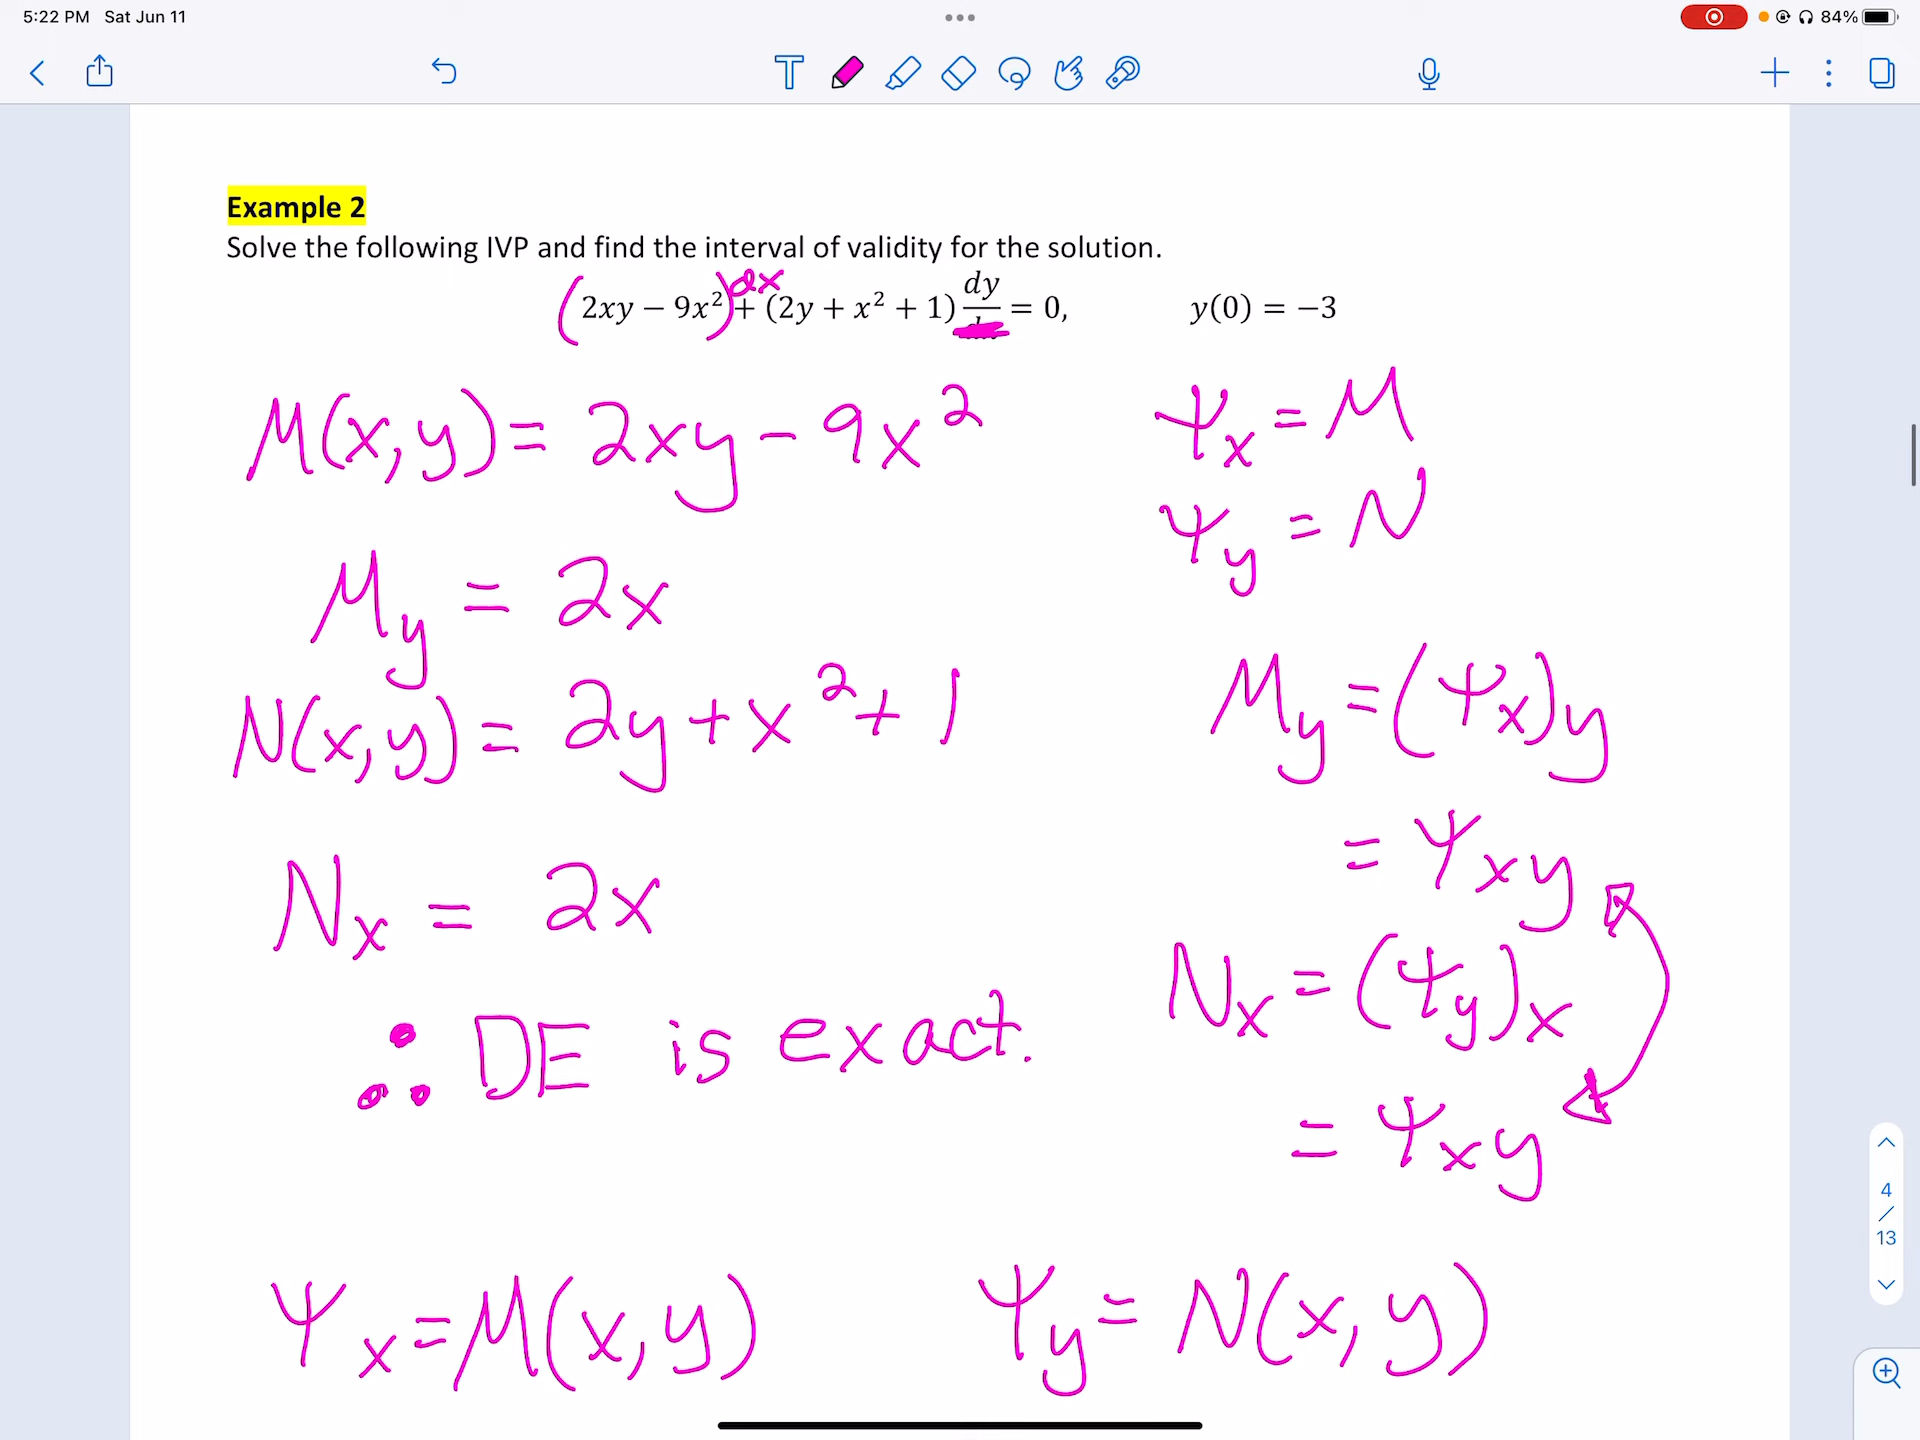 5:22 PM Sat Jun 11
84%
Example 2
Solve the following IVP and find the interval of validity for the solution.
(2xy − 9x²)dx + (2y + x² + 1) dy = 0, y(0) = −3
M(x,y) = 2xy − 9x²
Ψx = M
Ψy = N
My = 2x
N(x,y) = 2y + x² + 1
My = (Ψx)y
= Ψxy
Nx = 2x
Nx = (Ψy)x
∴ DE is exact.
= Ψxy
Ψx = M(x,y)
Ψy = N(x,y)
4
/
13